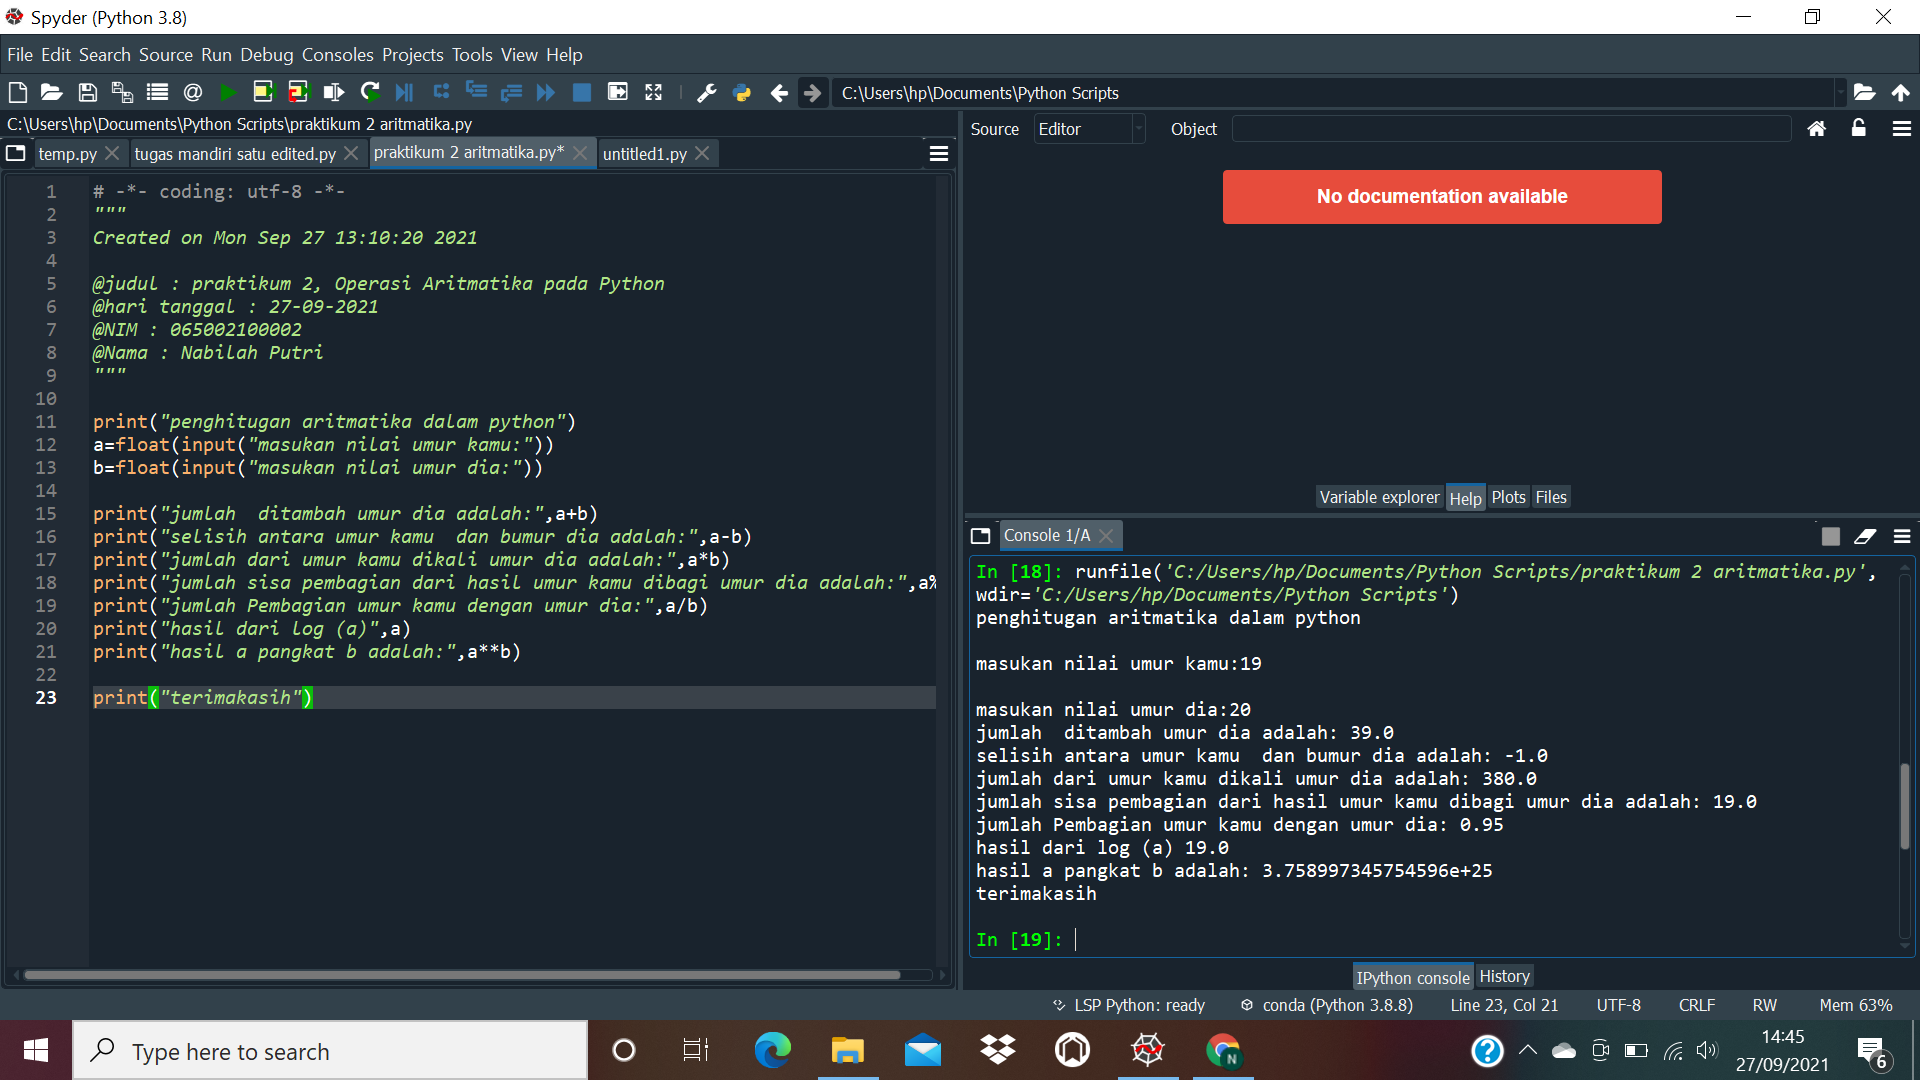 Spyder (Python 3.8)
File Edit Search Source Run Debug Consoles Projects Tools View Help
C:\Users\hp\Documents\Python Scripts
C:\Users\hp\Documents\Python Scripts\praktikum 2 aritmatika.py
temp.py tugas mandiri satu edited.py praktikum 2 aritmatika.py* untitled1.py
1 # -*- coding: utf-8 -*-
2 """
3 Created on Mon Sep 27 13:10:20 2021
4
5 @judul : praktikum 2, Operasi Aritmatika pada Python
6 @hari tanggal : 27-09-2021
7 @NIM : 065002100002
8 @Nama : Nabilah Putri
9 """
10
11 print("penghitugan aritmatika dalam python")
12 a=float(input("masukan nilai umur kamu:"))
13 b=float(input("masukan nilai umur dia:"))
14
15 print("jumlah  ditambah umur dia adalah:",a+b)
16 print("selisih antara umur kamu  dan bumur dia adalah:",a-b)
17 print("jumlah dari umur kamu dikali umur dia adalah:",a*b)
18 print("jumlah sisa pembagian dari hasil umur kamu dibagi umur dia adalah:",a%
19 print("jumlah Pembagian umur kamu dengan umur dia:",a/b)
20 print("hasil dari log (a)",a)
21 print("hasil a pangkat b adalah:",a**b)
22
23 print("terimakasih")
Source Editor Object
No documentation available
Variable explorer Help Plots Files
Console 1/A
In [18]: runfile('C:/Users/hp/Documents/Python Scripts/praktikum 2 aritmatika.py',
wdir='C:/Users/hp/Documents/Python Scripts')
penghitugan aritmatika dalam python
masukan nilai umur kamu:19
masukan nilai umur dia:20
jumlah  ditambah umur dia adalah: 39.0
selisih antara umur kamu  dan bumur dia adalah: -1.0
jumlah dari umur kamu dikali umur dia adalah: 380.0
jumlah sisa pembagian dari hasil umur kamu dibagi umur dia adalah: 19.0
jumlah Pembagian umur kamu dengan umur dia: 0.95
hasil dari log (a) 19.0
hasil a pangkat b adalah: 3.758997345754596e+25
terimakasih
In [19]:
IPython console History
LSP Python: ready conda (Python 3.8.8) Line 23, Col 21 UTF-8 CRLF RW Mem 63%
Type here to search
N
14:45
27/09/2021
6